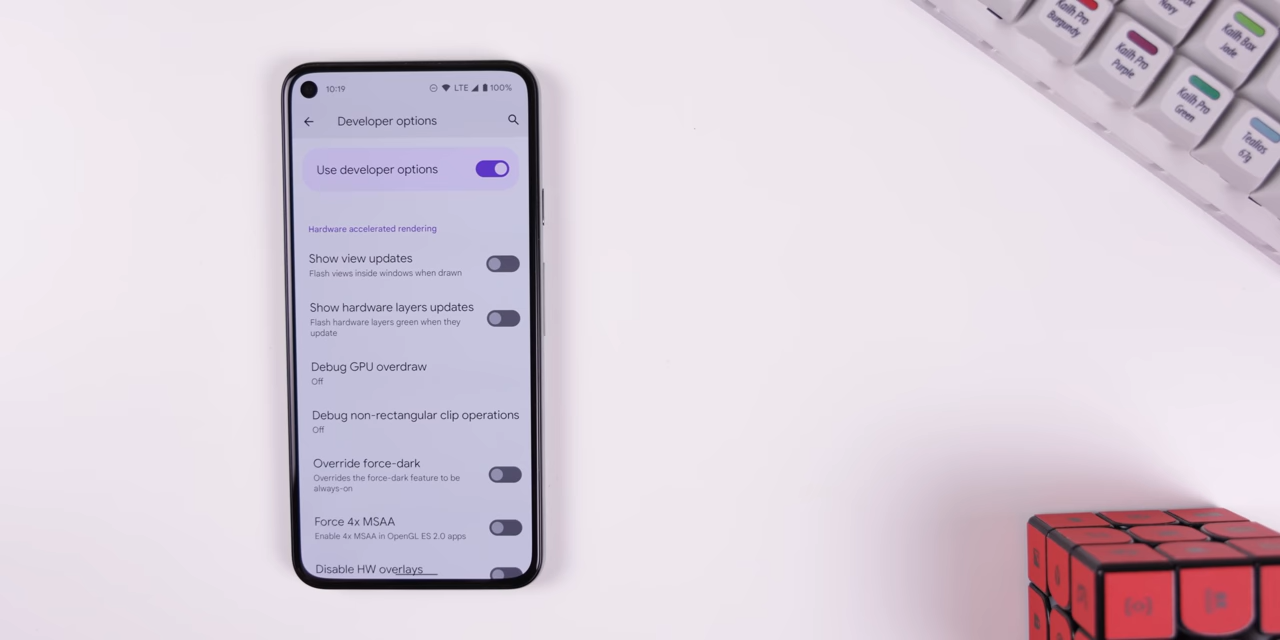 10:19
LTE
100%
Developer options
Use developer options
Hardware accelerated rendering
Show view updates
Flash views inside windows when drawn
Show hardware layers updates
Flash hardware layers green when they
update
Debug GPU overdraw
Off
Debug non-rectangular clip operations
Off
Override force-dark
Overrides the force-dark feature to be
always-on
Force 4x MSAA
Enable 4x MSAA in OpenGL ES 2.0 apps
Disable HW overlays
Kailh Pro
Burgundy
Navy
Kailh Box
Jade
Kailh Pro
Purple
Kailh Pro
Green
Tealios
67g